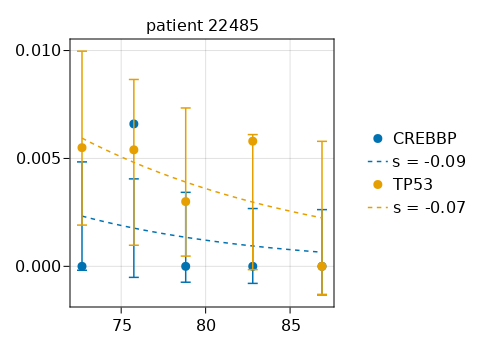 patient 22485
0.010
0.005
0.000
75
80
85
CREBBP
s = -0.09
TP53
s = -0.07